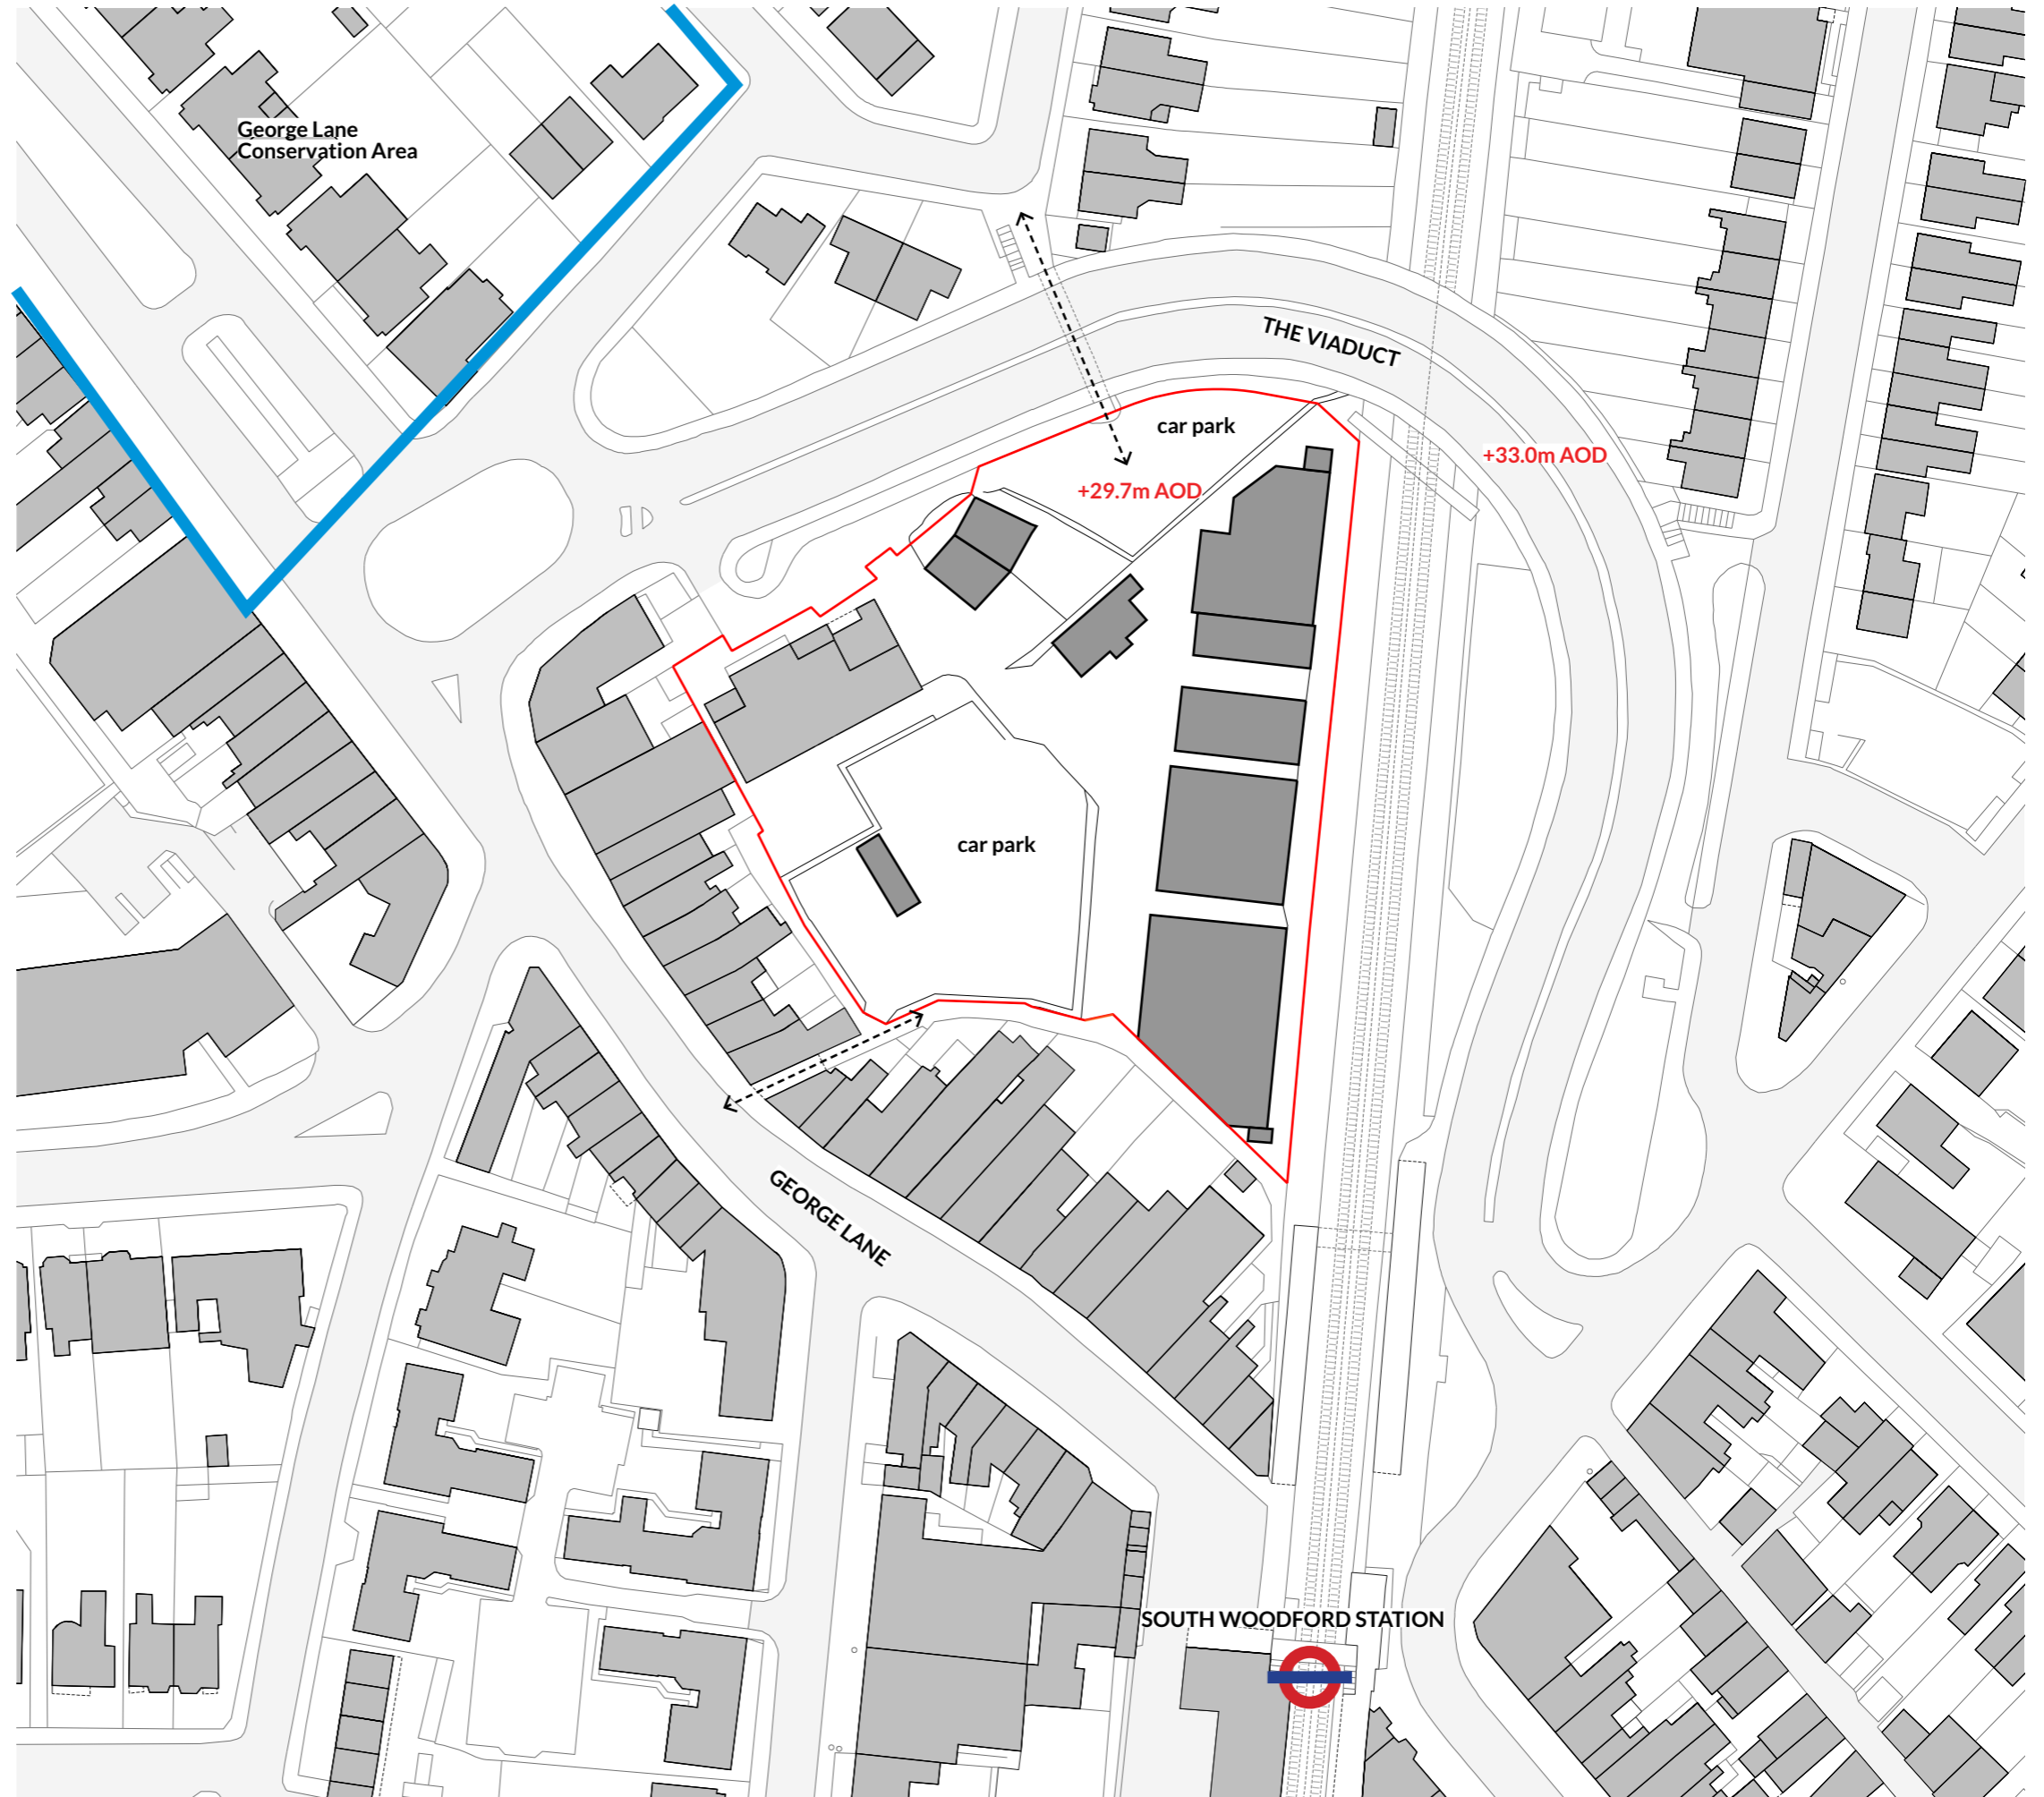 George Lane
Conservation Area
THE VIADUCT
car park
+33.0m AOD
+29.7m AOD
car park
GEORGE LANE
SOUTH WOODFORD STATION